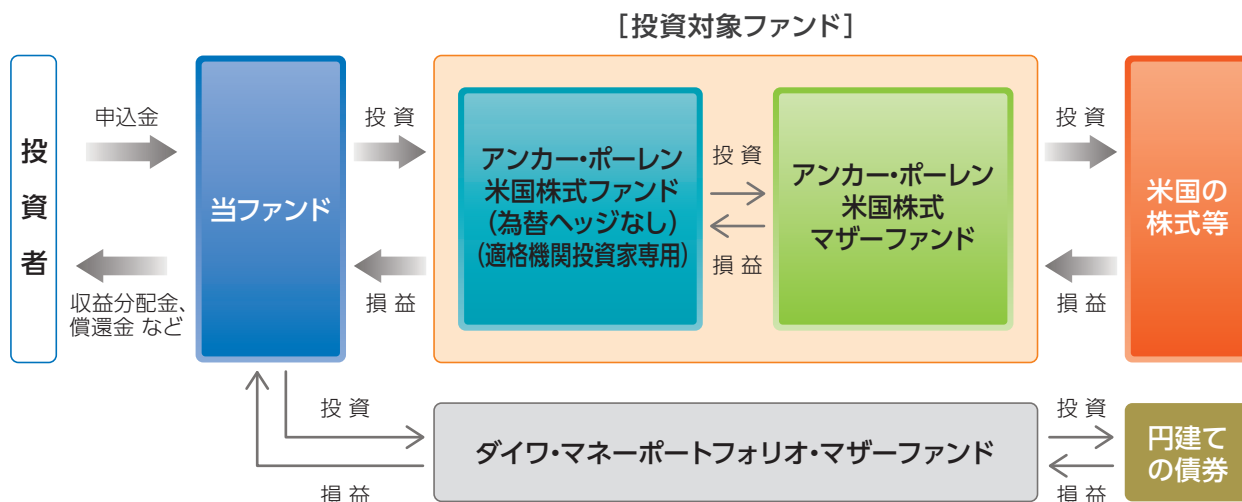 ［投資対象ファンド］
投資者
申込金
収益分配金、
償還金 など
当ファンド
投 資
損 益
アンカー・ポーレン
米国株式ファンド
（為替ヘッジなし）
（適格機関投資家専用）
投 資
損 益
アンカー・ポーレン
米国株式
マザーファンド
投 資
損 益
米国の
株式等
投 資
損 益
ダイワ・マネーポートフォリオ・マザーファンド
投 資
損 益
円建て
の債券